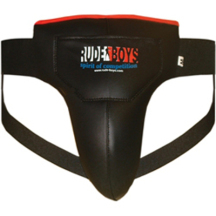 RUDE BOYS
spirit of competition